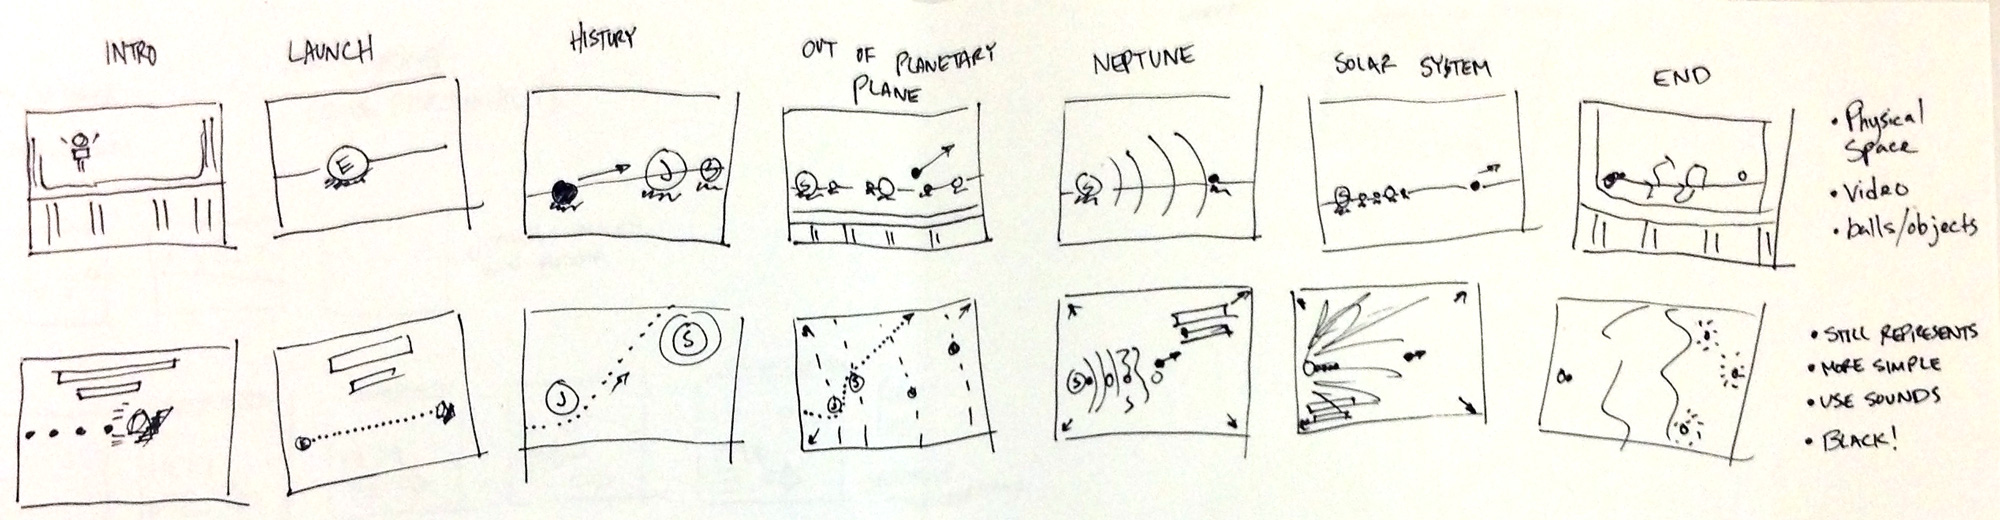 INTRO
LAUNCH
HISTORY
OUT OF PLANETARY
PLANE
NEPTUNE
SOLAR SYSTEM
END
E
J
S
S
S
S
• Physical
Space
• Video
• balls/objects
E
J
S
J
S
S
• STILL REPRESENTS
• MORE SIMPLE
• USE SOUNDS
• BLACK!